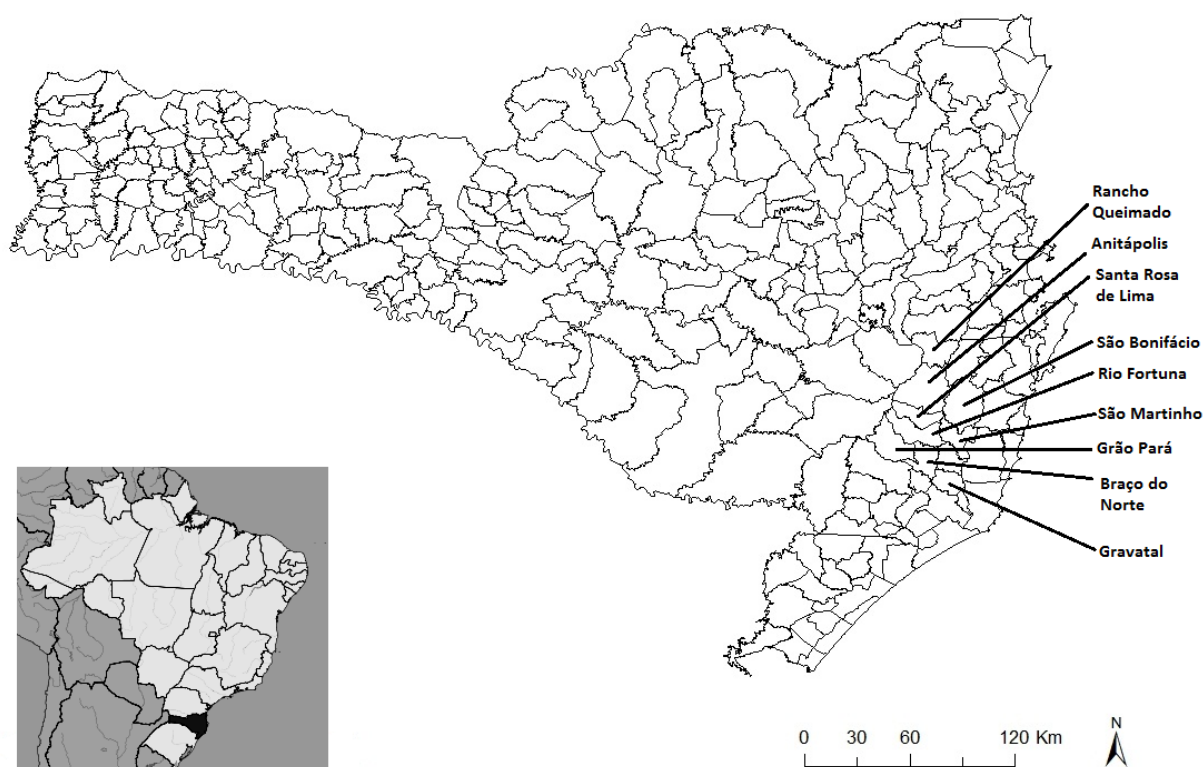 Rancho
Queimado
Anitápolis
Santa Rosa
de Lima
São Bonifácio
Rio Fortuna
São Martinho
Grão Pará
Braço do
Norte
Gravatal
0 30 60 120 Km
N